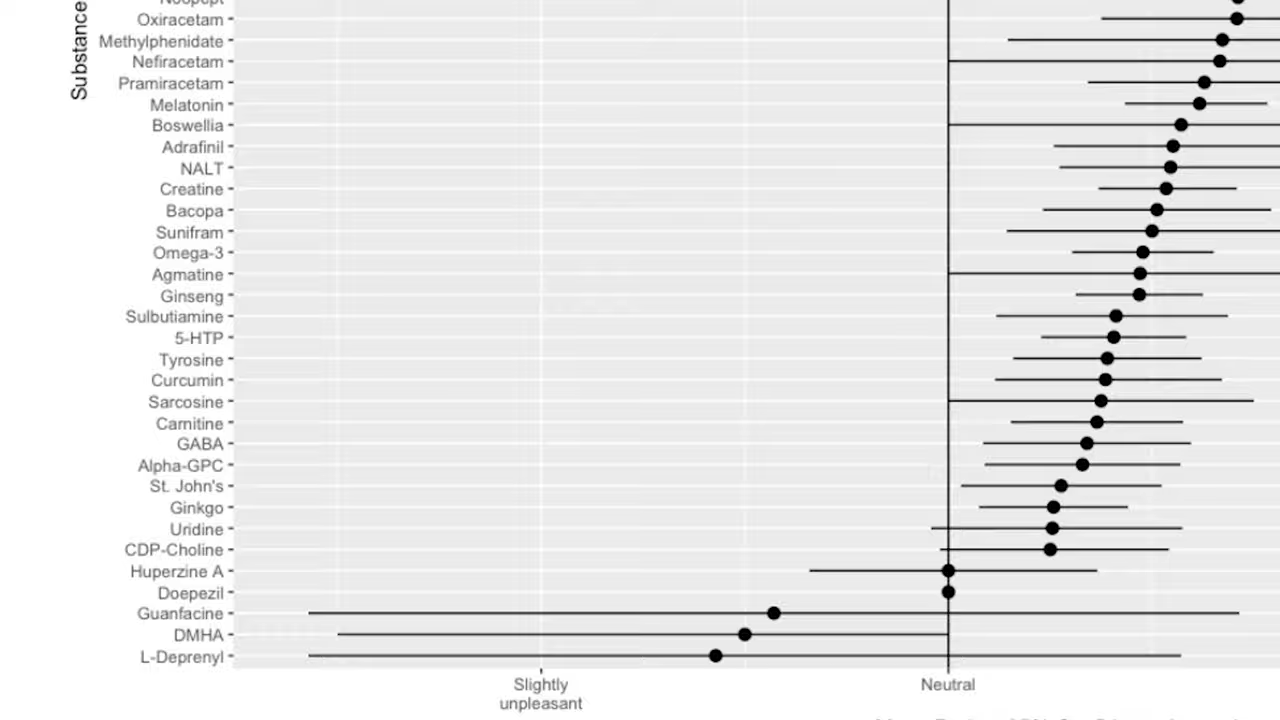 Substance
Noopept
Oxiracetam
Methylphenidate
Nefiracetam
Pramiracetam
Melatonin
Boswellia
Adrafinil
NALT
Creatine
Bacopa
Sunifram
Omega-3
Agmatine
Ginseng
Sulbutiamine
5-HTP
Tyrosine
Curcumin
Sarcosine
Carnitine
GABA
Alpha-GPC
St. John's
Ginkgo
Uridine
CDP-Choline
Huperzine A
Doepezil
Guanfacine
DMHA
L-Deprenyl
Slightly
unpleasant
Neutral